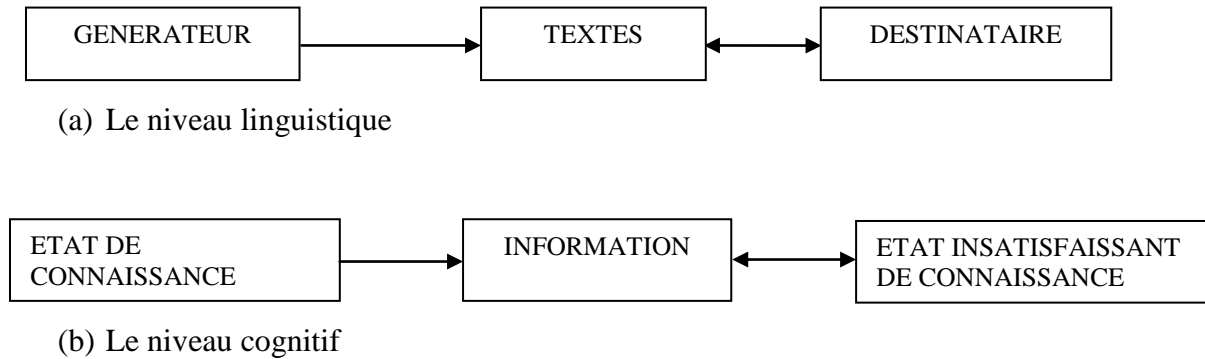 GENERATEUR
TEXTES
DESTINATAIRE
(a) Le niveau linguistique
ETAT DE
CONNAISSANCE
INFORMATION
ETAT INSATISFAISSANT
DE CONNAISSANCE
(b) Le niveau cognitif